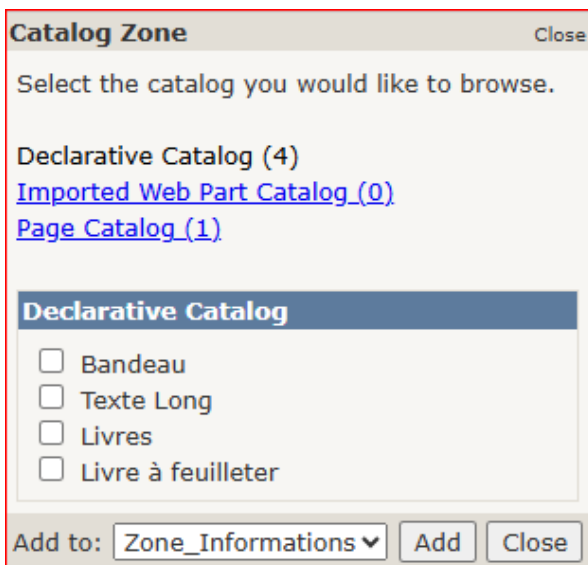 Catalog Zone Close
Select the catalog you would like to browse.
Declarative Catalog (4)
Imported Web Part Catalog (0)
Page Catalog (1)
Declarative Catalog
Bandeau
Texte Long
Livres
Livre à feuilleter
Add to: Zone_Informations Add Close